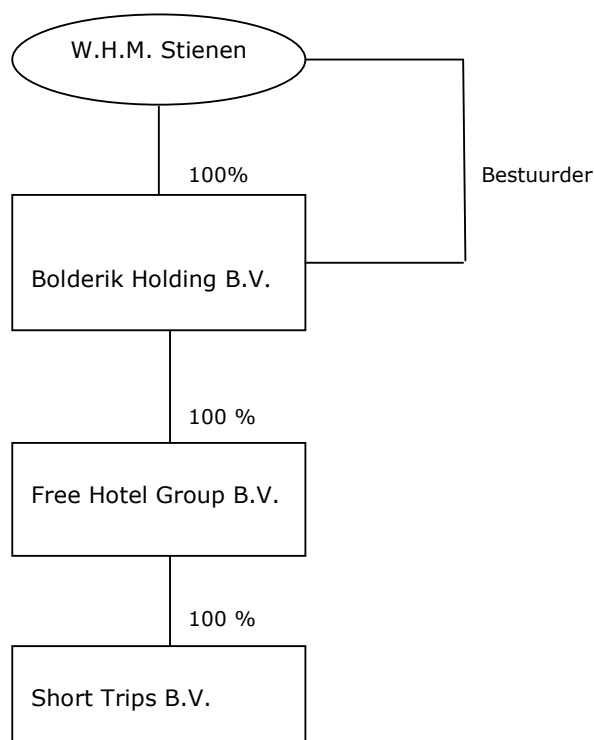 W.H.M. Stienen
100%
Bestuurder
Bolderik Holding B.V.
100 %
Free Hotel Group B.V.
100 %
Short Trips B.V.